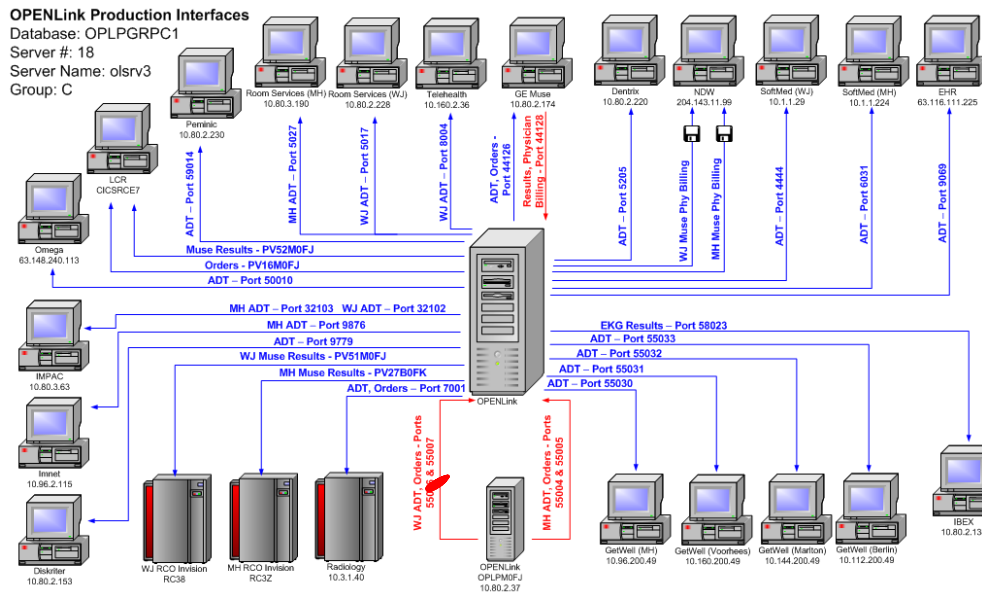 OPENLink Production Interfaces
Database: OPLPGRPC1
Server #: 18
Server Name: olsrv3
Group: C
Room Services (MH)
10.80.3.190
Room Services (WJ)
10.80.2.228
Telehealth
10.160.2.36
GE Muse
10.80.2.174
Dentrix
10.80.2.220
NDW
204.143.11.99
SoftMed (WJ)
10.1.1.29
SoftMed (MH)
10.1.1.224
EHR
63.116.111.225
Peminic
10.80.2.230
LCR
CICSRCE7
Omega
63.148.240.113
ADT – Port 59014
MH ADT – Port 5027
WJ ADT – Port 5017
WJ ADT – Port 8004
ADT, Orders -
Port 44126
Results, Physician
Billing - Port 44128
ADT – Port 5205
WJ Muse Phy Billing
MH Muse Phy Billing
ADT – Port 4444
ADT – Port 6031
ADT – Port 9069
Muse Results - PV52M0FJ
Orders - PV16M0FJ
ADT – Port 50010
MH ADT – Port 32103 WJ ADT – Port 32102
MH ADT – Port 9876
ADT – Port 9779
WJ Muse Results - PV51M0FJ
MH Muse Results - PV27B0FK
ADT, Orders – Port 7001
OPENLink
EKG Results – Port 58023
ADT – Port 55033
ADT – Port 55032
ADT – Port 55031
ADT – Port 55030
IMPAC
10.80.3.63
Imnet
10.96.2.115
Diskriter
10.80.2.153
WJ RCO Invision
RC38
MH RCO Invision
RC3Z
Radiology
10.3.1.40
WJ ADT, Orders - Ports
& 55007
MH ADT, Orders - Ports
55004 & 55005
OPENLink
OPLPM0FJ
10.80.2.37
GetWell (MH)
10.96.200.49
GetWell (Voorhees)
10.160.200.49
GetWell (Marlton)
10.144.200.49
GetWell (Berlin)
10.112.200.49
IBEX
10.80.2.13